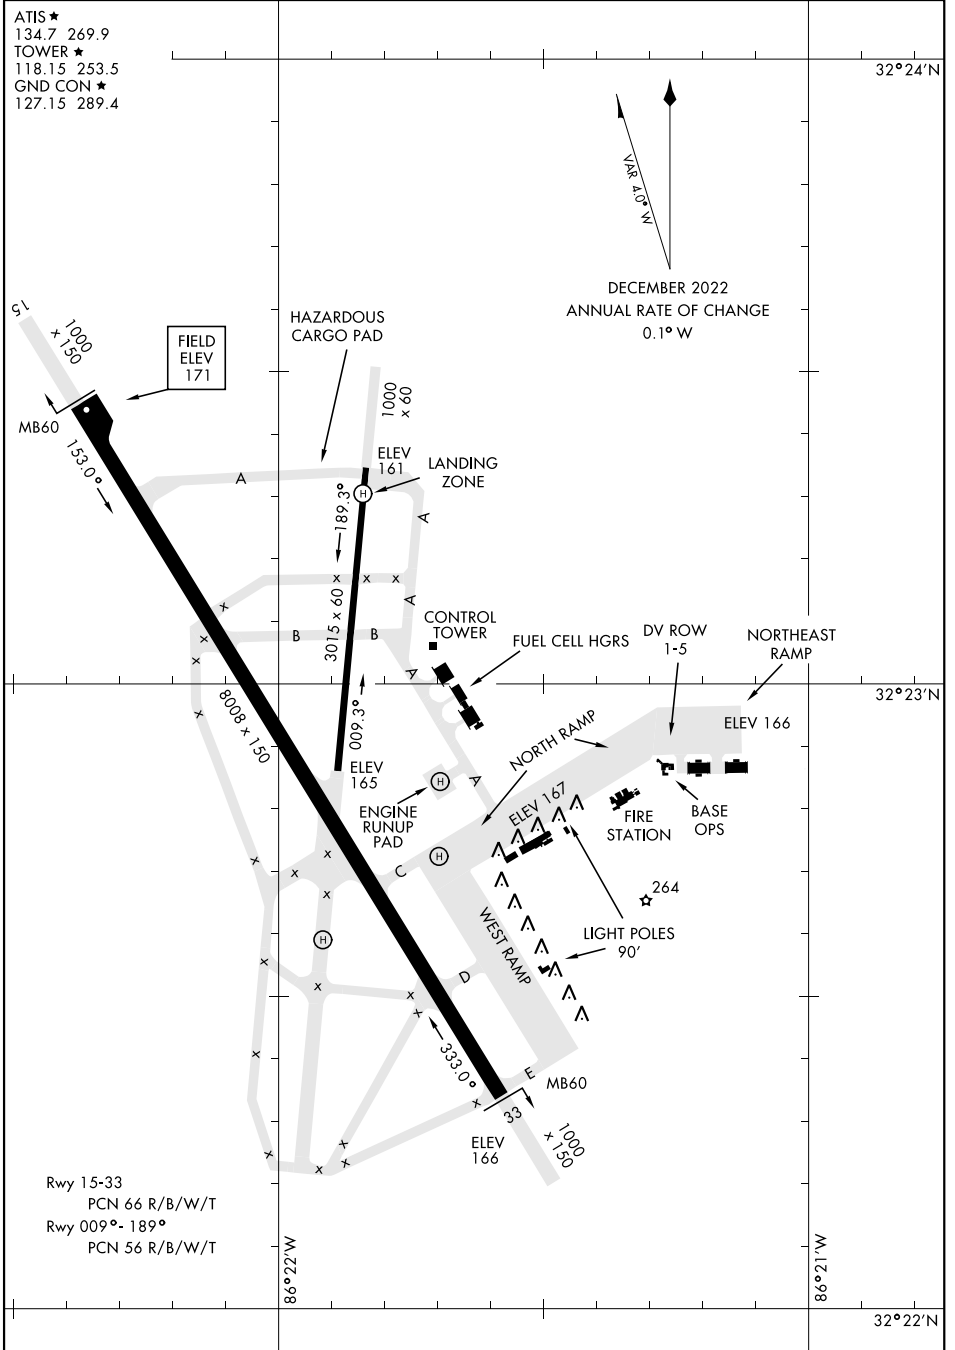 ATIS ★
134.7 269.9
TOWER ★
118.15 253.5
GND CON ★
127.15 289.4
32°24'N
VAR 4.0° W
DECEMBER 2022
ANNUAL RATE OF CHANGE
0.1° W
15
1000
x 150
FIELD
ELEV
171
HAZARDOUS
CARGO PAD
1000
x 60
MB60
153.0°
A
ELEV
161
LANDING
ZONE
H
189.3°
A
x
x
x
x
A
3015 x 60
CONTROL
TOWER
FUEL CELL HGRS
DV ROW
1-5
NORTHEAST
RAMP
x
B
B
x
A
32°23'N
x
8008 x 150
009.3°
NORTH RAMP
ELEV 166
ELEV
165
H
A
ENGINE
RUNUP
PAD
ELEV 167
FIRE
STATION
BASE
OPS
x
x
x
C
H
x
264
WEST RAMP
LIGHT POLES
90'
H
x
x
x
x
D
x
333.0°
E
MB60
x
33
ELEV
166
1000
x 150
x
x
x
x
Rwy 15-33
PCN 66 R/B/W/T
Rwy 009°- 189°
PCN 56 R/B/W/T
86°22'W
86°21'W
32°22'N